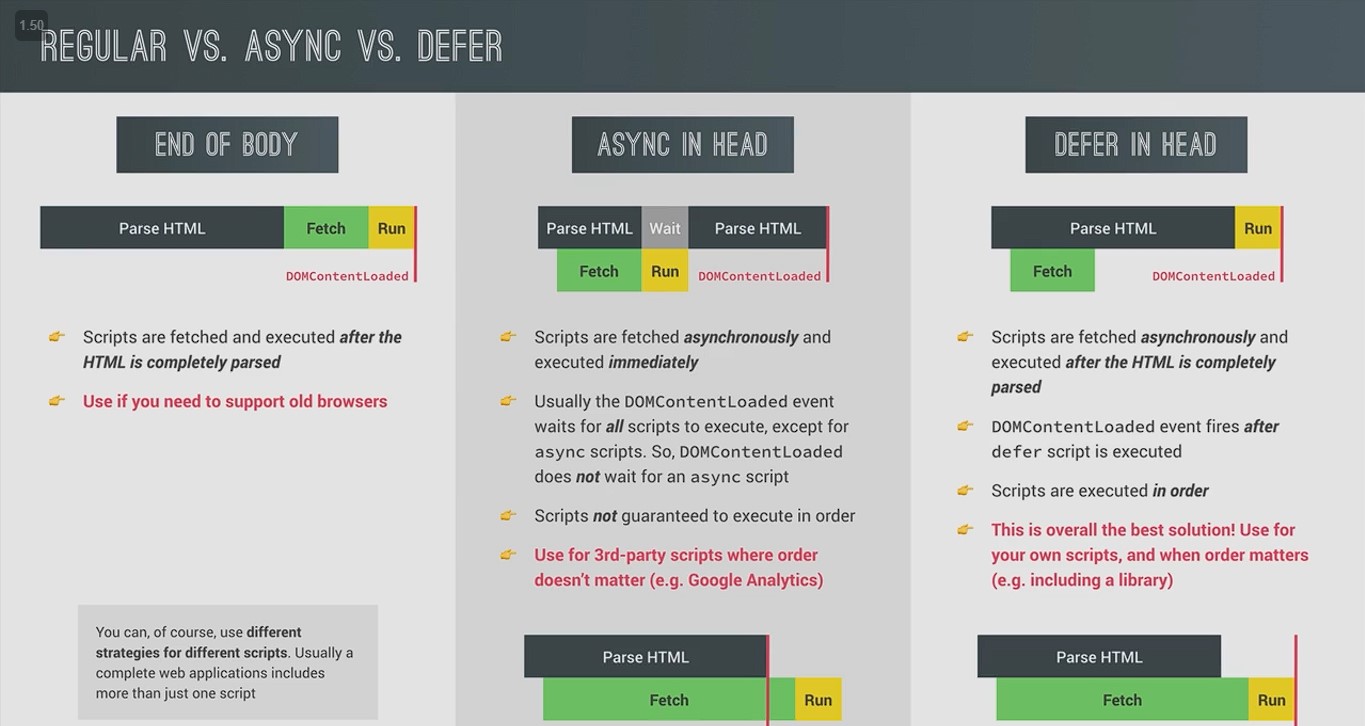 1.50
REGULAR VS. ASYNC VS. DEFER
END OF BODY
Parse HTML Fetch Run
DOMContentLoaded
Scripts are fetched and executed after the
HTML is completely parsed
Use if you need to support old browsers
You can, of course, use different
strategies for different scripts. Usually a
complete web applications includes
more than just one script
ASYNC IN HEAD
Parse HTML Wait Parse HTML
Fetch Run DOMContentLoaded
Scripts are fetched asynchronously and
executed immediately
Usually the DOMContentLoaded event
waits for all scripts to execute, except for
async scripts. So, DOMContentLoaded
does not wait for an async script
Scripts not guaranteed to execute in order
Use for 3rd-party scripts where order
doesn’t matter (e.g. Google Analytics)
Parse HTML
Fetch Run
DEFER IN HEAD
Parse HTML Run
Fetch DOMContentLoaded
Scripts are fetched asynchronously and
executed after the HTML is completely
parsed
DOMContentLoaded event fires after
defer script is executed
Scripts are executed in order
This is overall the best solution! Use for
your own scripts, and when order matters
(e.g. including a library)
Parse HTML
Fetch Run